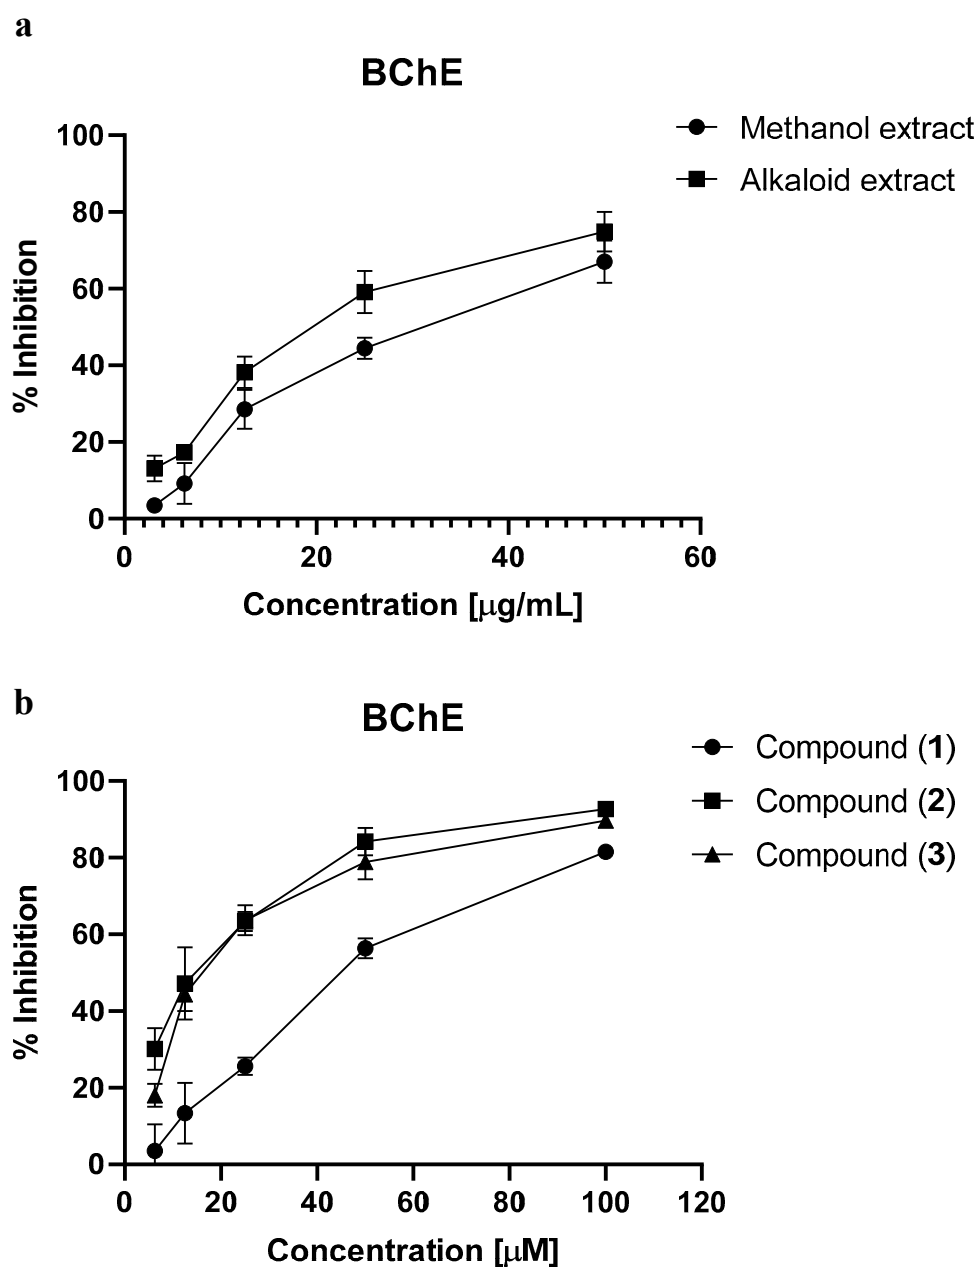 a
BChE
Methanol extract
Alkaloid extract
100
80
60
40
20
0
% Inhibition
0 20 40 60
Concentration [μg/mL]
b
BChE
Compound (1)
Compound (2)
Compound (3)
100
80
60
40
20
0
% Inhibition
0 20 40 60 80 100 120
Concentration [μM]